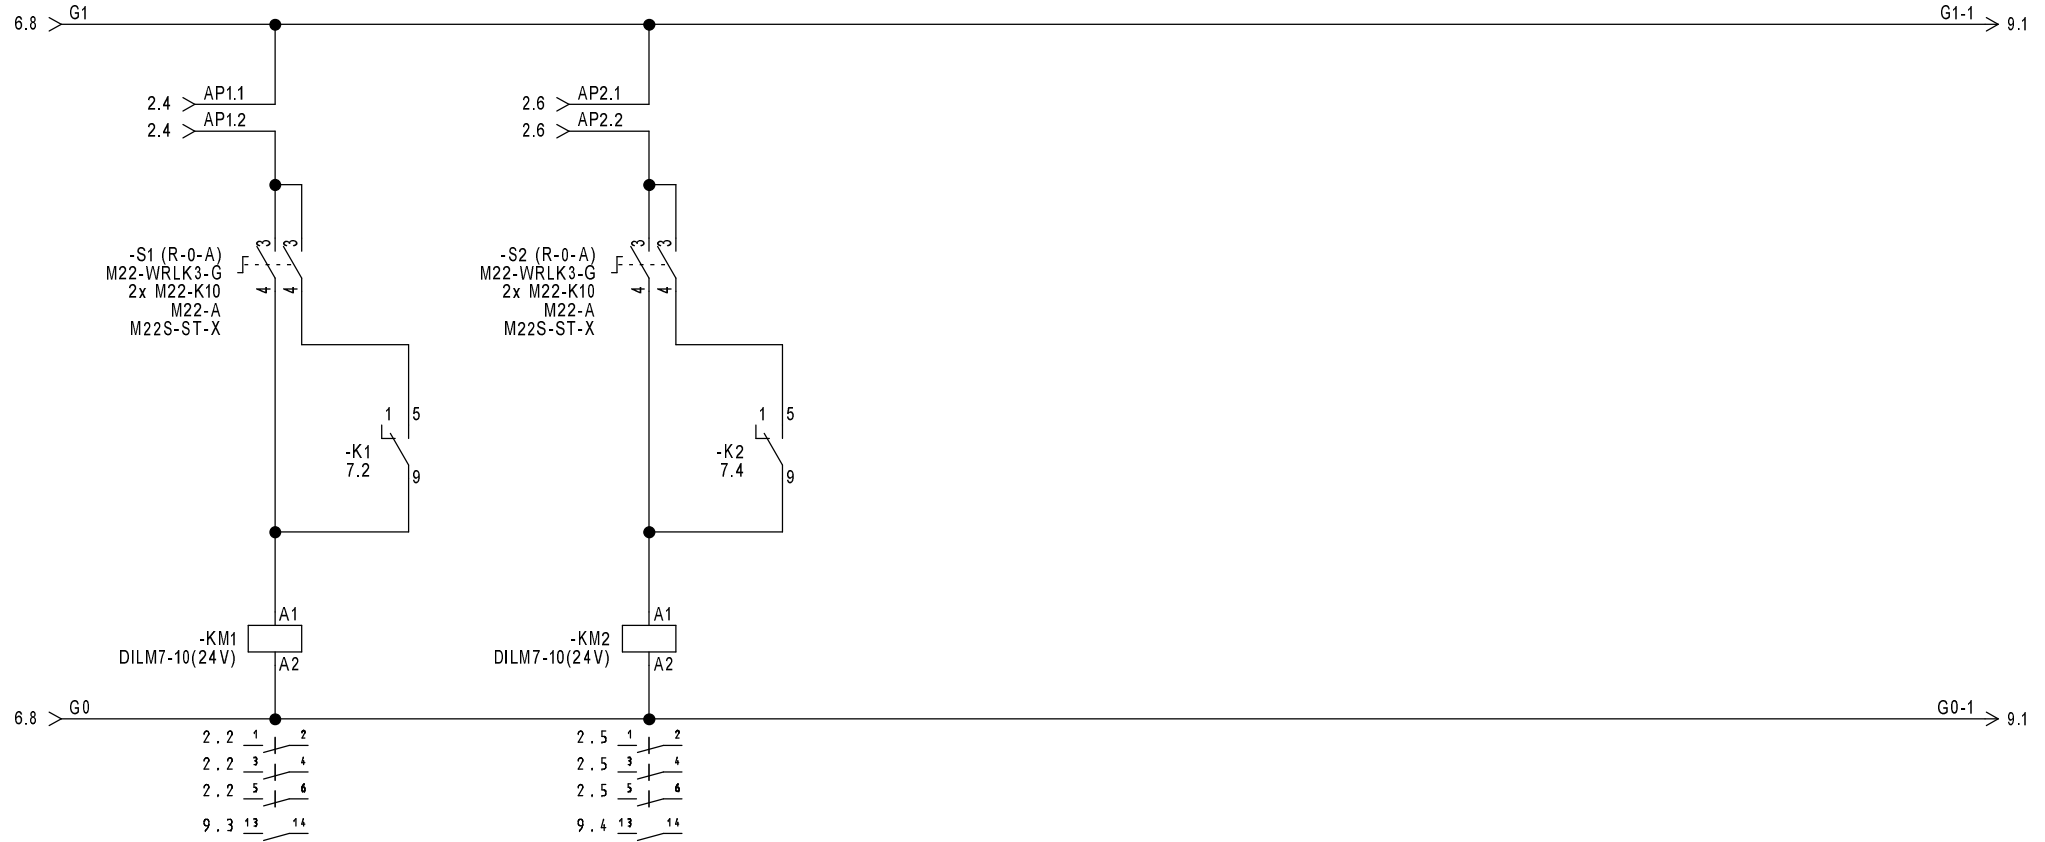 6.8 G1 G1-1 9.1
2.4 AP1.1 2.6 AP2.1
2.4 AP1.2 2.6 AP2.2
3 3 3 3
-S1 (R-0-A)
M22-WRLK3-G
2x M22-K10
M22-A
M22S-ST-X
4 4
-S2 (R-0-A)
M22-WRLK3-G
2x M22-K10
M22-A
M22S-ST-X
4 4
1 5
-K1
7.2
9
1 5
-K2
7.4
9
A1
-KM1
DILM7-10(24V)
A2
A1
-KM2
DILM7-10(24V)
A2
6.8 G0 G0-1 9.1
2.2 1 2
2.2 3 4
2.2 5 6
9.3 13 14
2.5 1 2
2.5 3 4
2.5 5 6
9.4 13 14